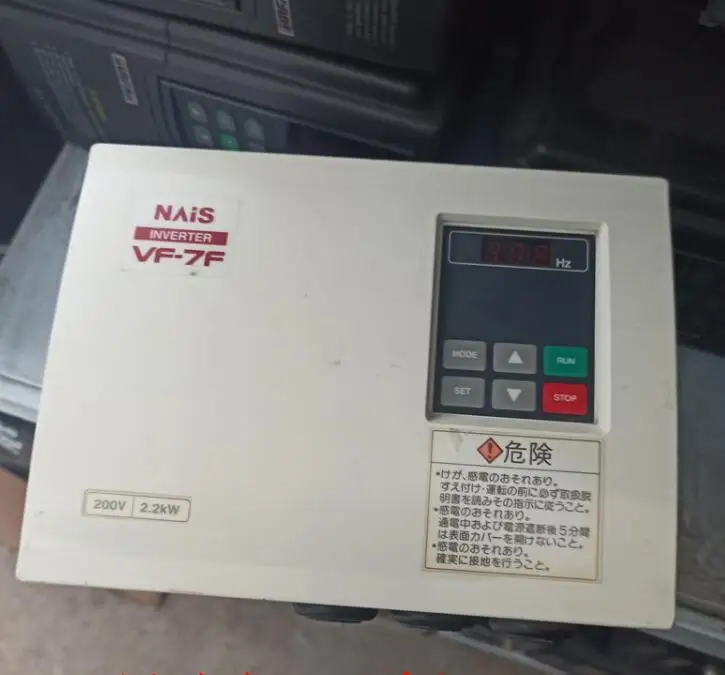 NAiS
INVERTER
VF-7F
Hz
MODE
RUN
SET
STOP
200V 2.2kW
危険
•けが、感電のおそれあり。
すえ付け・運転の前に必ず取扱説
明書を読みその指示に従うこと。
•感電のおそれあり。
通電中および電源遮断後5分間
は表面カバーを開けないこと。
•感電のおそれあり。
確実に接地を行うこと。